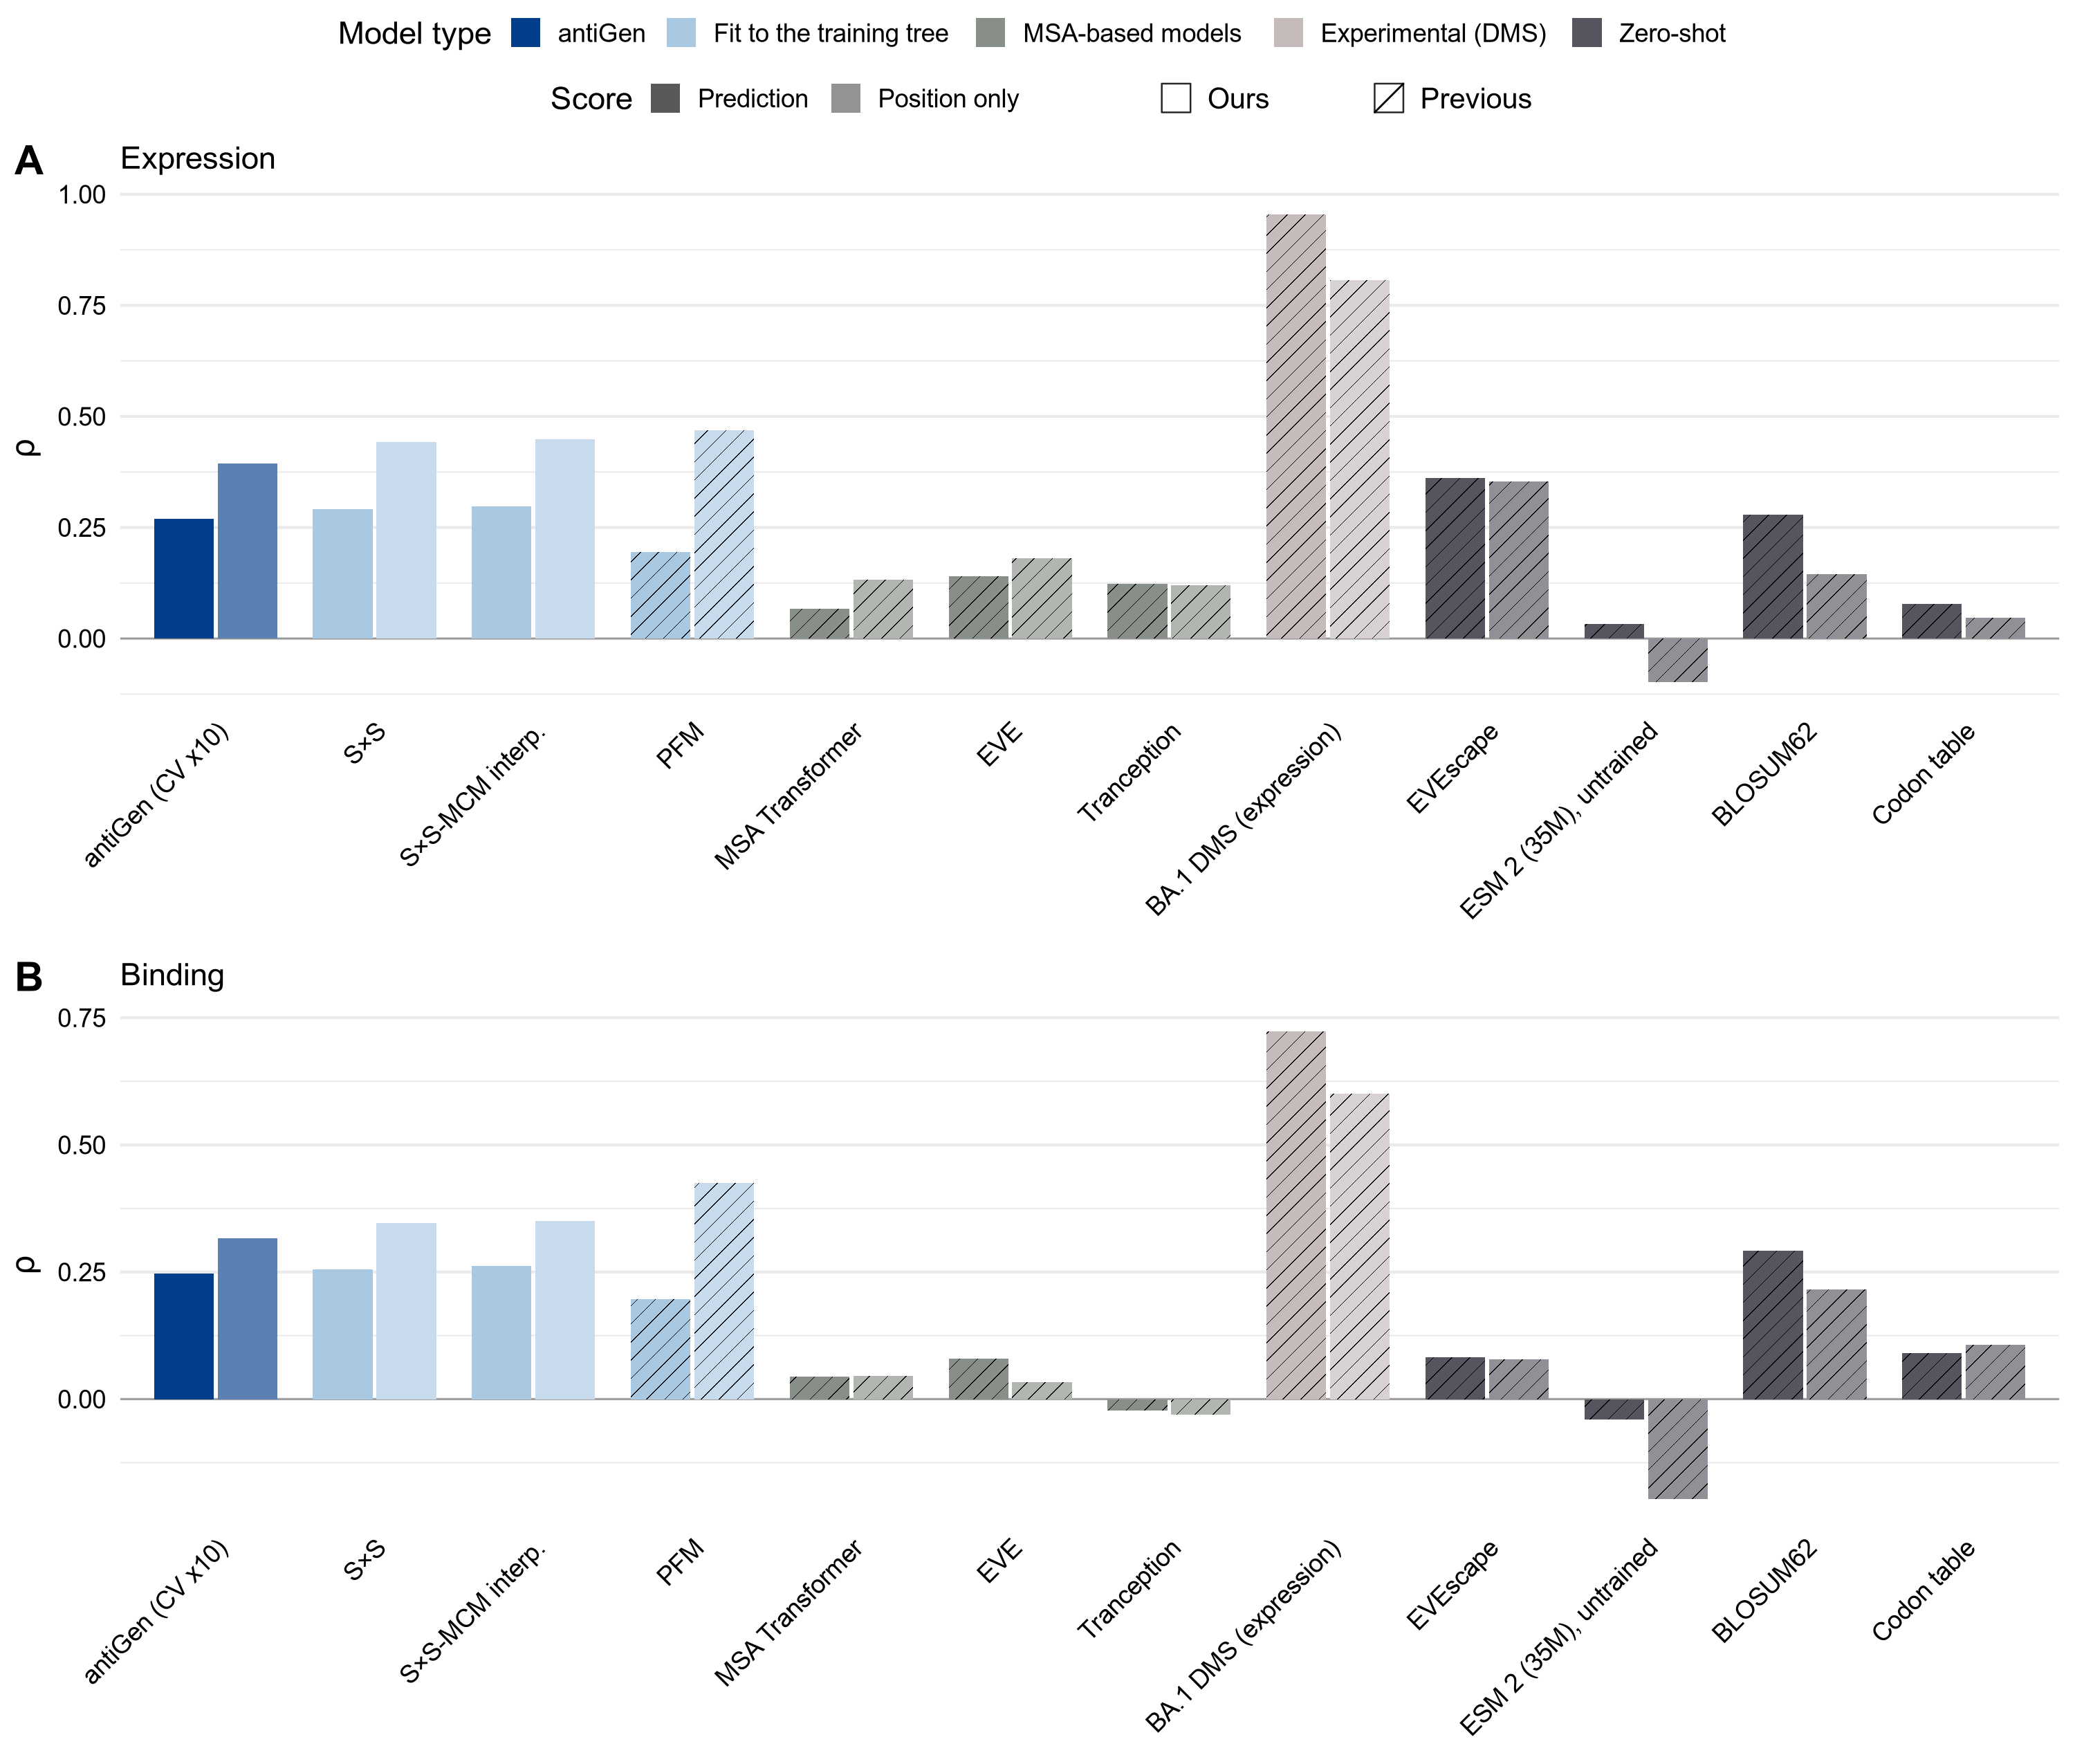 Model type antiGen Fit to the training tree MSA-based models Experimental (DMS) Zero-shot
Score Prediction Position only Ours Previous
A Expression
1.00
0.75
0.50
0.25
0.00
ρ
antiGen (CV x10) S×S S×S-MCM interp. PFM MSA Transformer EVE Tranception BA.1 DMS (expression) EVEscape ESM 2 (35M), untrained BLOSUM62 Codon table
B Binding
0.75
0.50
0.25
0.00
ρ
antiGen (CV x10) S×S S×S-MCM interp. PFM MSA Transformer EVE Tranception BA.1 DMS (expression) EVEscape ESM 2 (35M), untrained BLOSUM62 Codon table